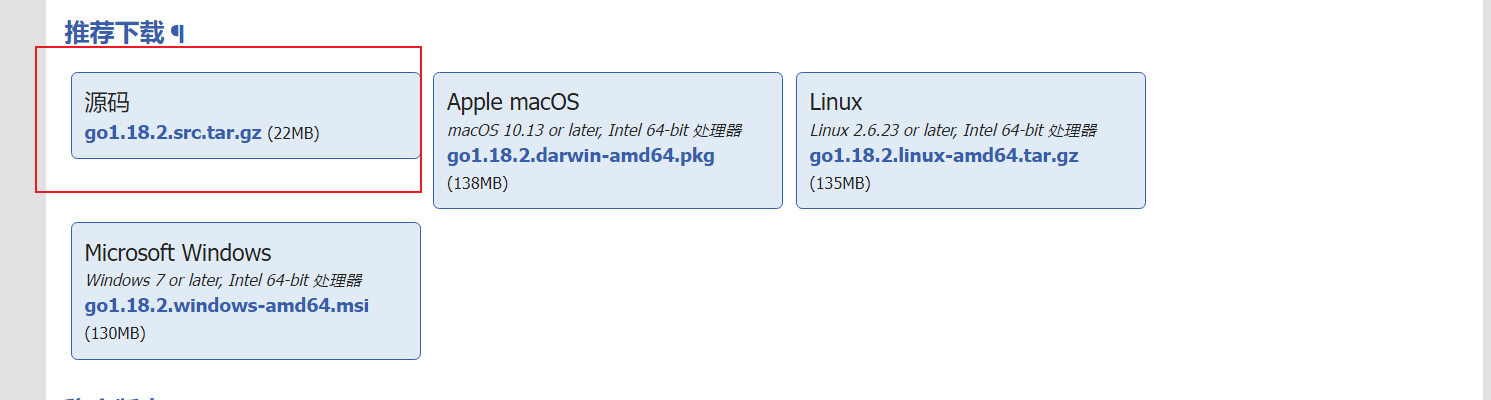 推荐下载 ¶
源码
go1.18.2.src.tar.gz (22MB)
Apple macOS
macOS 10.13 or later, Intel 64-bit 处理器
go1.18.2.darwin-amd64.pkg
(138MB)
Linux
Linux 2.6.23 or later, Intel 64-bit 处理器
go1.18.2.linux-amd64.tar.gz
(135MB)
Microsoft Windows
Windows 7 or later, Intel 64-bit 处理器
go1.18.2.windows-amd64.msi
(130MB)